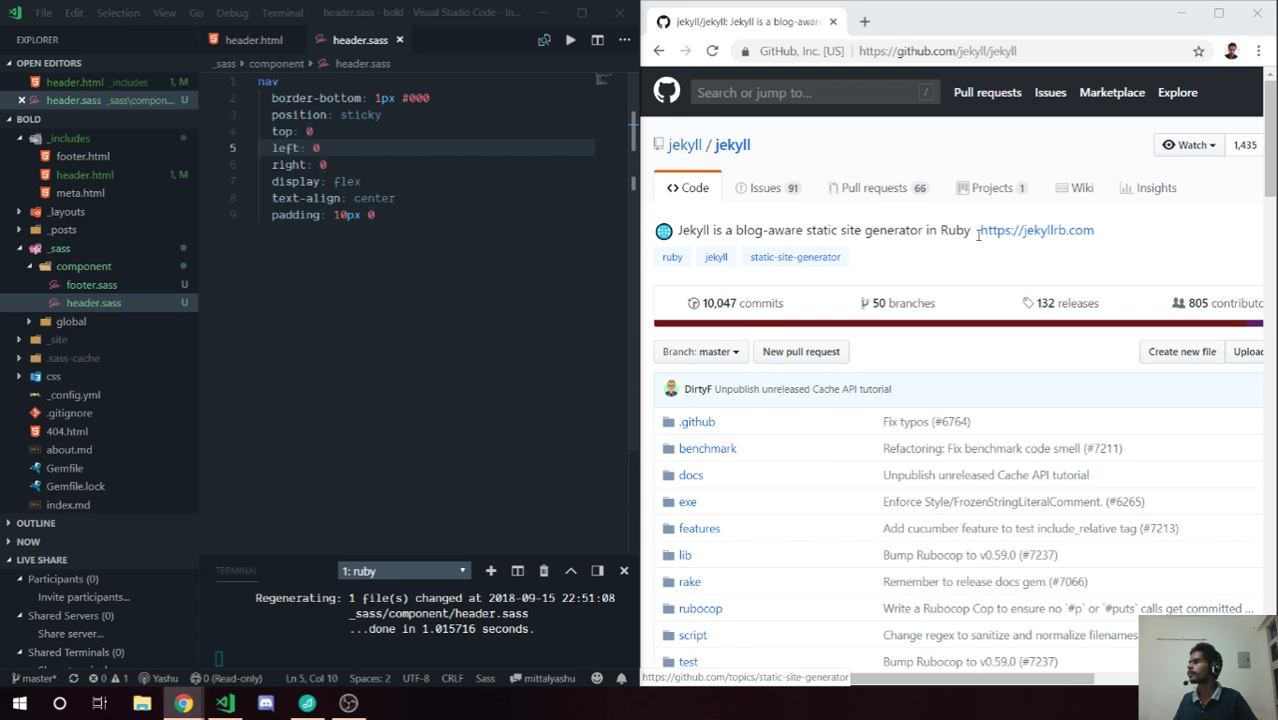 File Edit Selection View Go Debug Terminal header.sass - bold - Visual Studio Code - In...
EXPLORER
OPEN EDITORS
header.html _includes 1, M
header.sass _sass\compon... U
BOLD
_includes
footer.html
header.html 1, M
meta.html
_layouts
_posts
_sass
component
footer.sass U
header.sass U
global
_site
.sass-cache
css
_config.yml
.gitignore
404.html
about.md
Gemfile
Gemfile.lock
index.md
OUTLINE
NOW
LIVE SHARE
Participants (0)
Invite participants...
Shared Servers (0)
Share server...
Shared Terminals (0)
header.html header.sass
_sass component header.sass
1 nav
2 border-bottom: 1px #000
3 position: sticky
4 top: 0
5 left: 0
6 right: 0
7 display: flex
8 text-align: center
9 padding: 10px 0
TERMINAL 1: ruby
Regenerating: 1 file(s) changed at 2018-09-15 22:51:08
_sass/component/header.sass
...done in 1.015716 seconds.
master* 0 1 Yashu 0 (Read-only) Ln 5, Col 10 Spaces: 2 UTF-8 CRLF Sass mittalyashu
jekyll/jekyll: Jekyll is a blog-aware
GitHub, Inc. [US] https://github.com/jekyll/jekyll
Search or jump to... / Pull requests Issues Marketplace Explore
jekyll / jekyll Watch 1,435
Code Issues 91 Pull requests 66 Projects 1 Wiki Insights
Jekyll is a blog-aware static site generator in Ruby https://jekyllrb.com
ruby jekyll static-site-generator
10,047 commits 50 branches 132 releases 805 contributo
Branch: master New pull request Create new file Upload
DirtyF Unpublish unreleased Cache API tutorial
.github Fix typos (#6764)
benchmark Refactoring: Fix benchmark code smell (#7211)
docs Unpublish unreleased Cache API tutorial
exe Enforce Style/FrozenStringLiteralComment. (#6265)
features Add cucumber feature to test include_relative tag (#7213)
lib Bump Rubocop to v0.59.0 (#7237)
rake Remember to release docs gem (#7066)
rubocop Write a Rubocop Cop to ensure no `#p` or `#puts` calls get committed ...
script Change regex to sanitize and normalize filenames
test Bump Rubocop to v0.59.0 (#7237)
https://github.com/topics/static-site-generator